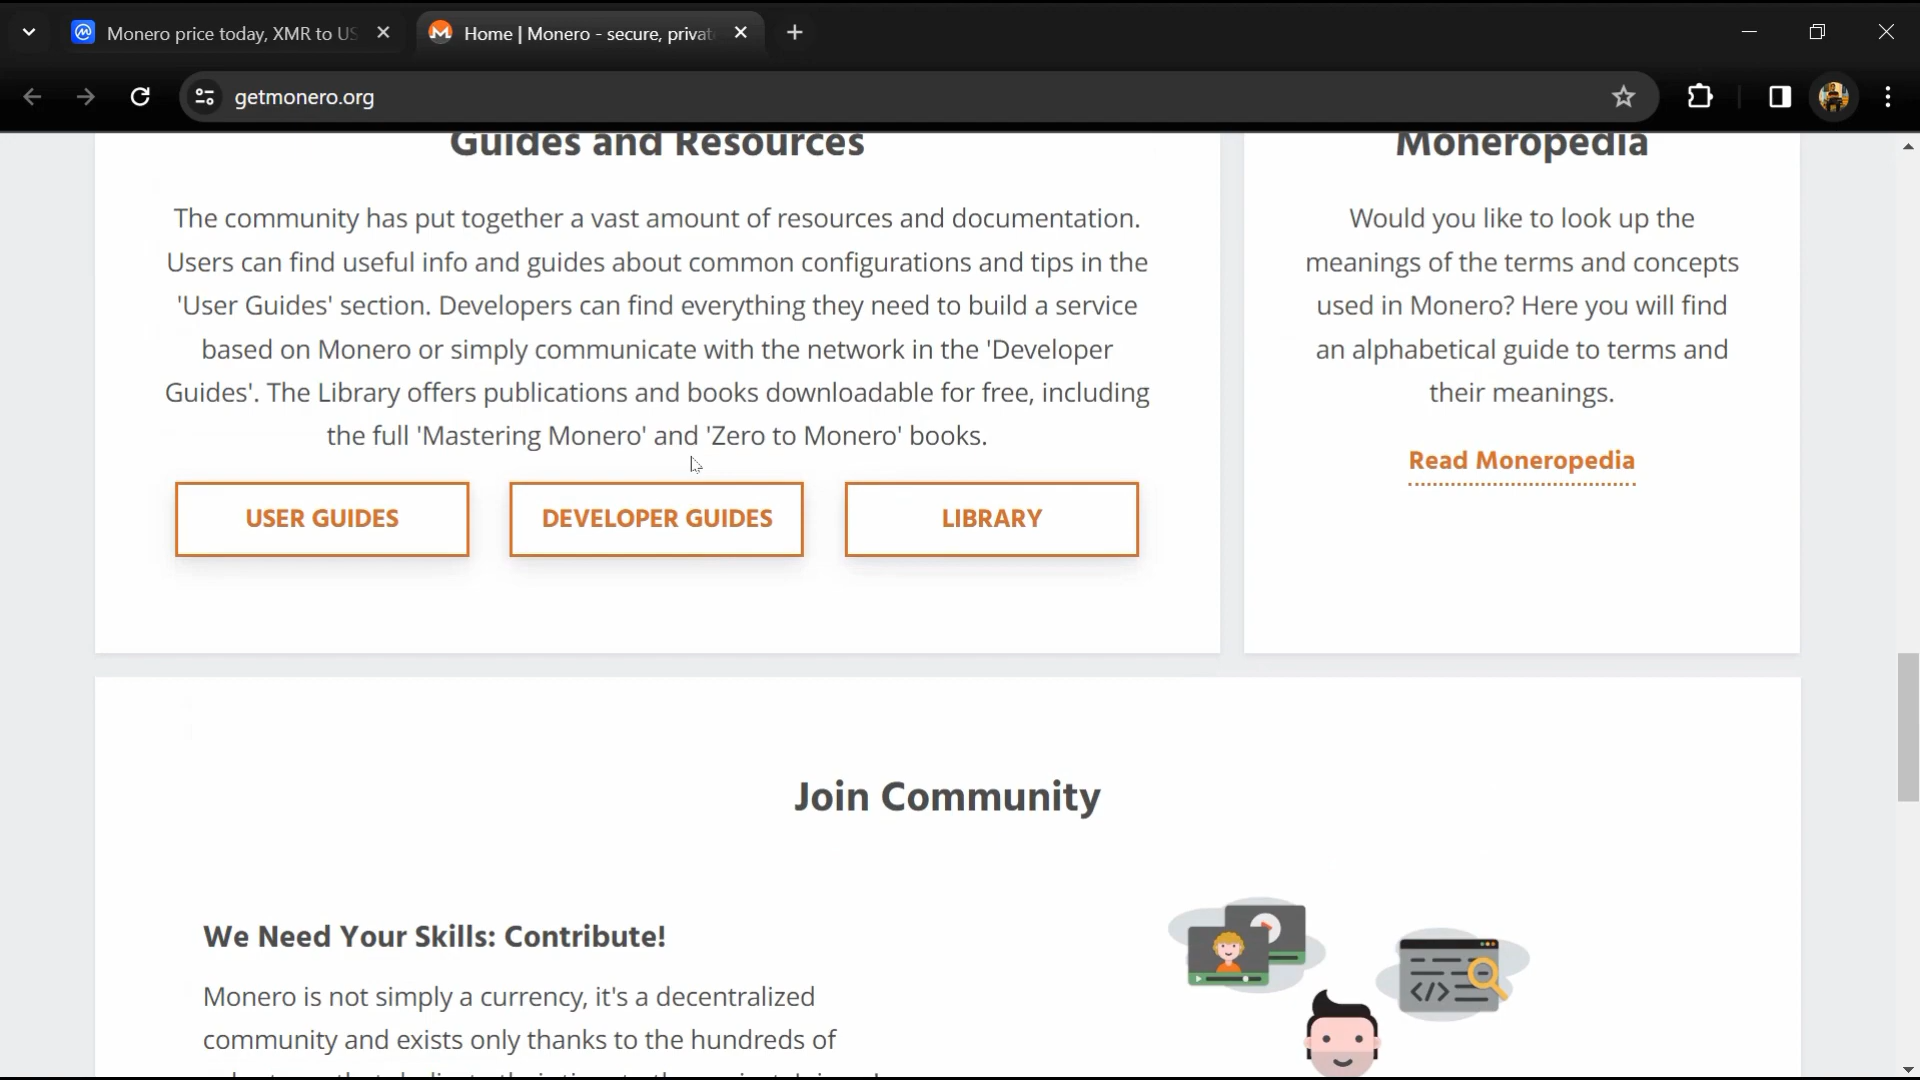 Monero price today, XMR to US
Home | Monero - secure, privat
getmonero.org
Guides and Resources
The community has put together a vast amount of resources and documentation.
Users can find useful info and guides about common configurations and tips in the
'User Guides' section. Developers can find everything they need to build a service
based on Monero or simply communicate with the network in the 'Developer
Guides'. The Library offers publications and books downloadable for free, including
the full 'Mastering Monero' and 'Zero to Monero' books.
USER GUIDES
DEVELOPER GUIDES
LIBRARY
Moneropedia
Would you like to look up the
meanings of the terms and concepts
used in Monero? Here you will find
an alphabetical guide to terms and
their meanings.
Read Moneropedia
Join Community
We Need Your Skills: Contribute!
Monero is not simply a currency, it's a decentralized
community and exists only thanks to the hundreds of